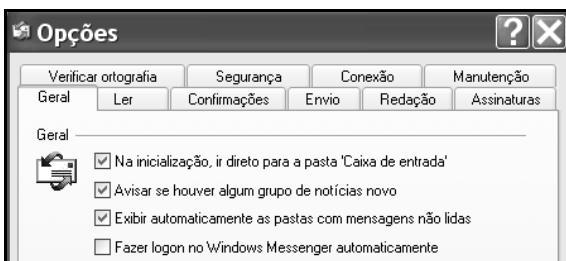 Opções
Verificar ortografia Segurança Conexão Manutenção
Geral Ler Confirmações Envio Redação Assinaturas
Geral
Na inicialização, ir direto para a pasta 'Caixa de entrada'
Avisar se houver algum grupo de notícias novo
Exibir automaticamente as pastas com mensagens não lidas
Fazer logon no Windows Messenger automaticamente